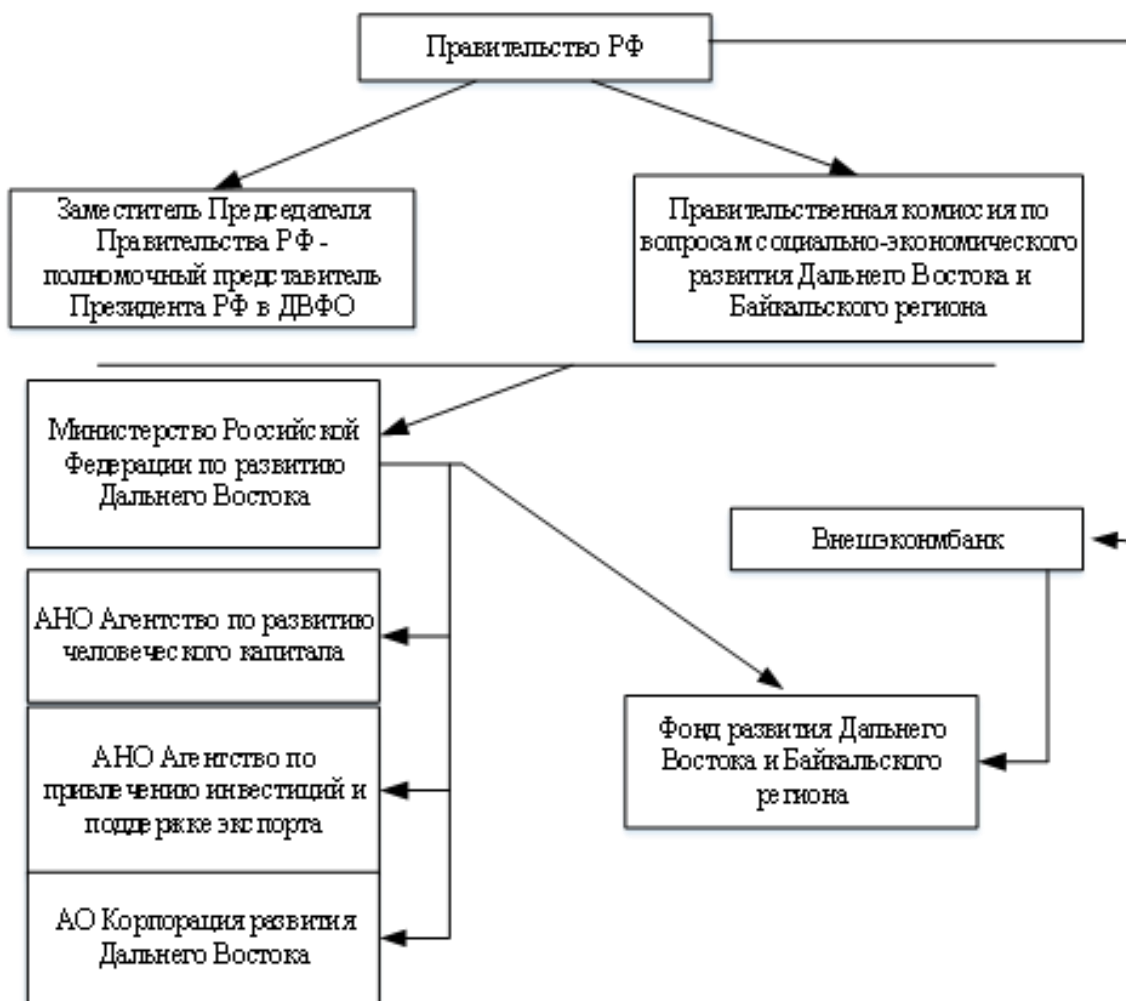 Правительство РФ
Заместитель Председателя
Правительства РФ -
полномочный представитель
Президента РФ в ДВФО
Правительственная комиссия по
вопросам социально-экономического
развития Дальнего Востока и
Байкальского региона
Министерство Российской
Федерации по развитию
Дальнего Востока
Внешэконмбанк
АНО Агентство по развитию
человеческого капитала
Фонд развития Дальнего
Востока и Байкальского
региона
АНО Агентство по
привлечению инвестиций и
поддержке экспорта
АО Корпорация развития
Дальнего Востока